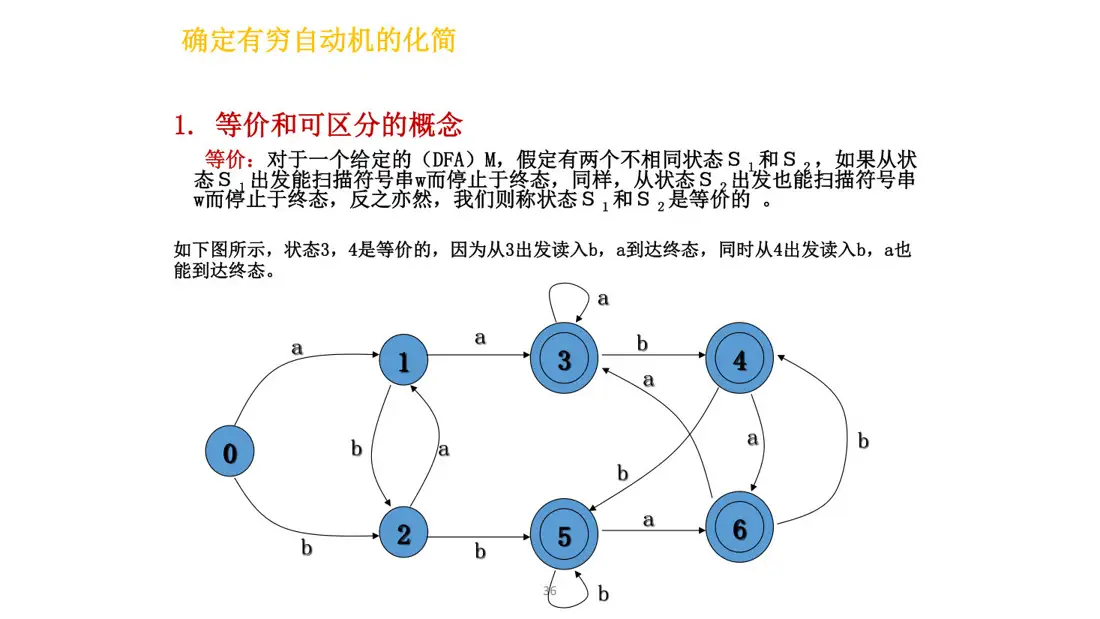 确定有穷自动机的化简
1. 等价和可区分的概念
等价：对于一个给定的（DFA）M，假定有两个不相同状态S1和S2，如果从状
态S1出发能扫描符号串w而停止于终态，同样，从状态S2出发也能扫描符号串
w而停止于终态，反之亦然，我们则称状态S1和S2是等价的 。
如下图所示，状态3，4是等价的，因为从3出发读入b，a到达终态，同时从4出发读入b，a也
能到达终态。
a
a
a
b
1
3
4
a
b
a
a
b
0
b
2
5
6
b
b
a
36
b